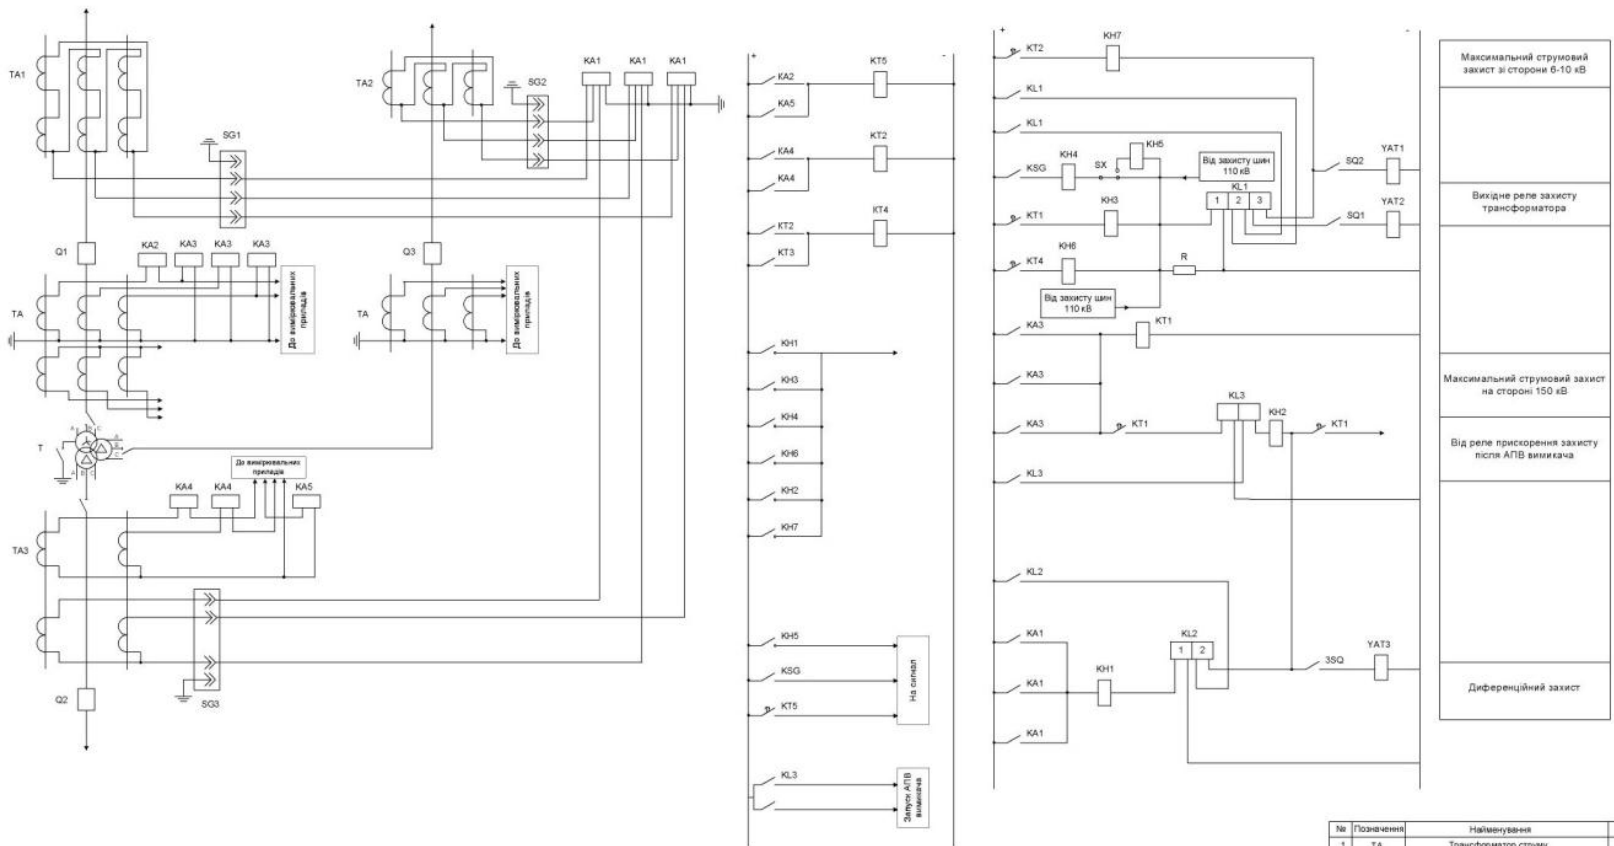 TA1
SG1
Q1
KA2
KA3
KA3
KA3
TA
До вимірювальних
приладів
TA2
SG2
KA1
KA1
KA1
Q3
TA
До вимірювальних
приладів
A B C
A
B
C
T
A B C
До вимірювальних
приладів
KA4
KA4
KA5
TA3
SG3
Q2
+
-
KA2
KT5
KA5
KA4
KT2
KA4
KT2
KT4
KT3
KH1
KH3
KH4
KH6
KH2
KH7
KH5
KSG
KT5
На сигнал
KL3
Запуск АПВ
вимикача
+
-
KT2
KH7
KL1
KL1
KSG
KH4
SX
KH5
Від захисту шин
110 кВ
KL1
1 2 3
SQ2
YAT1
KT1
KH3
SQ1
YAT2
KT4
KH6
R
Від захисту шин
110 кВ
KA3
KT1
KA3
KA3
KT1
KL3
KH2
KT1
KL3
KL2
KA1
KL2
1 2
3SQ
YAT3
KA1
KH1
KA1
Максимальний струмовий
захист зі сторони 6-10 кВ
Вихідне реле захисту
трансформатора
Максимальний струмовий захист
на стороні 150 кВ
Від реле прискорення захисту
після АПВ вимикача
Диференційний захист
№ Позначення Найменування
1 TA Трансформатор струму